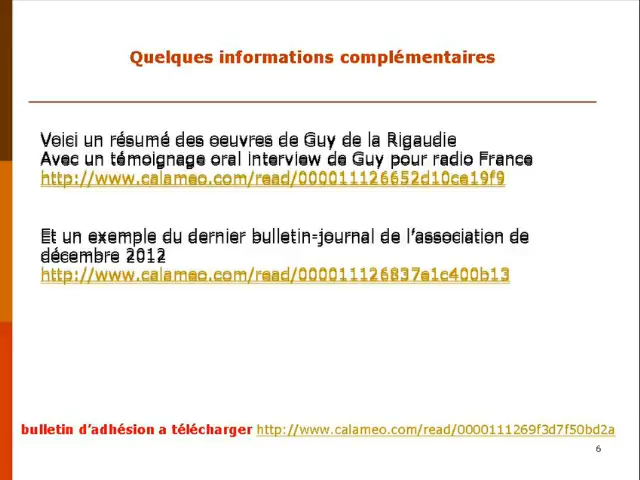 Quelques informations complémentaires
Voici un résumé des oeuvres de Guy de la Rigaudie
Avec un témoignage oral interview de Guy pour radio France
http://www.calameo.com/read/000011126652d10ce19f9
Et un exemple du dernier bulletin-journal de l'association de
décembre 2012
http://www.calameo.com/read/000011126837e1c400b13
bulletin d'adhésion a télécharger http://www.calameo.com/read/0000111269f3d7f50bd2a
6